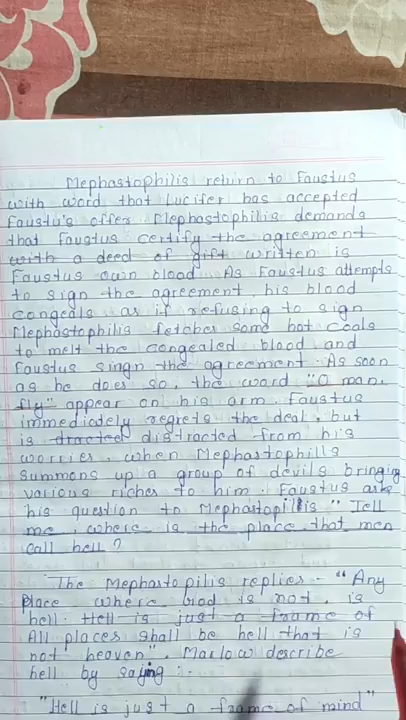 Mephastophilis return to Faustus
with word that Lucifer has accepted
Faustu's offer Mephastophilis demands
that Faustus certify the agreement
with a deed of gift written is
Faustus own blood. As Faustus attempts
to sign the agreement, his blood
congeals as if refusing to sign
Mephastophilis fetches some hot coals
to melt the congealed blood and
Faustus singn the agreement. As soon
as he does so, the word "O man,
fly" appear on his arm. Faustus
immediately regrets the deal, but
is dracted distracted from his
worries, when Mephastophills
summons up a group of devils bringing
various riches to him. Faustus asks
his question to Mephastopillis "Tell
me, where is the place that men
call hell?
The Mephastopilis replies - "Any
place where God is not, is
hell. Hell is just a frame of
All places shall be hell that is
not heaven". Marlow describe
hell by saying :-
"Hell is just a frame of mind"